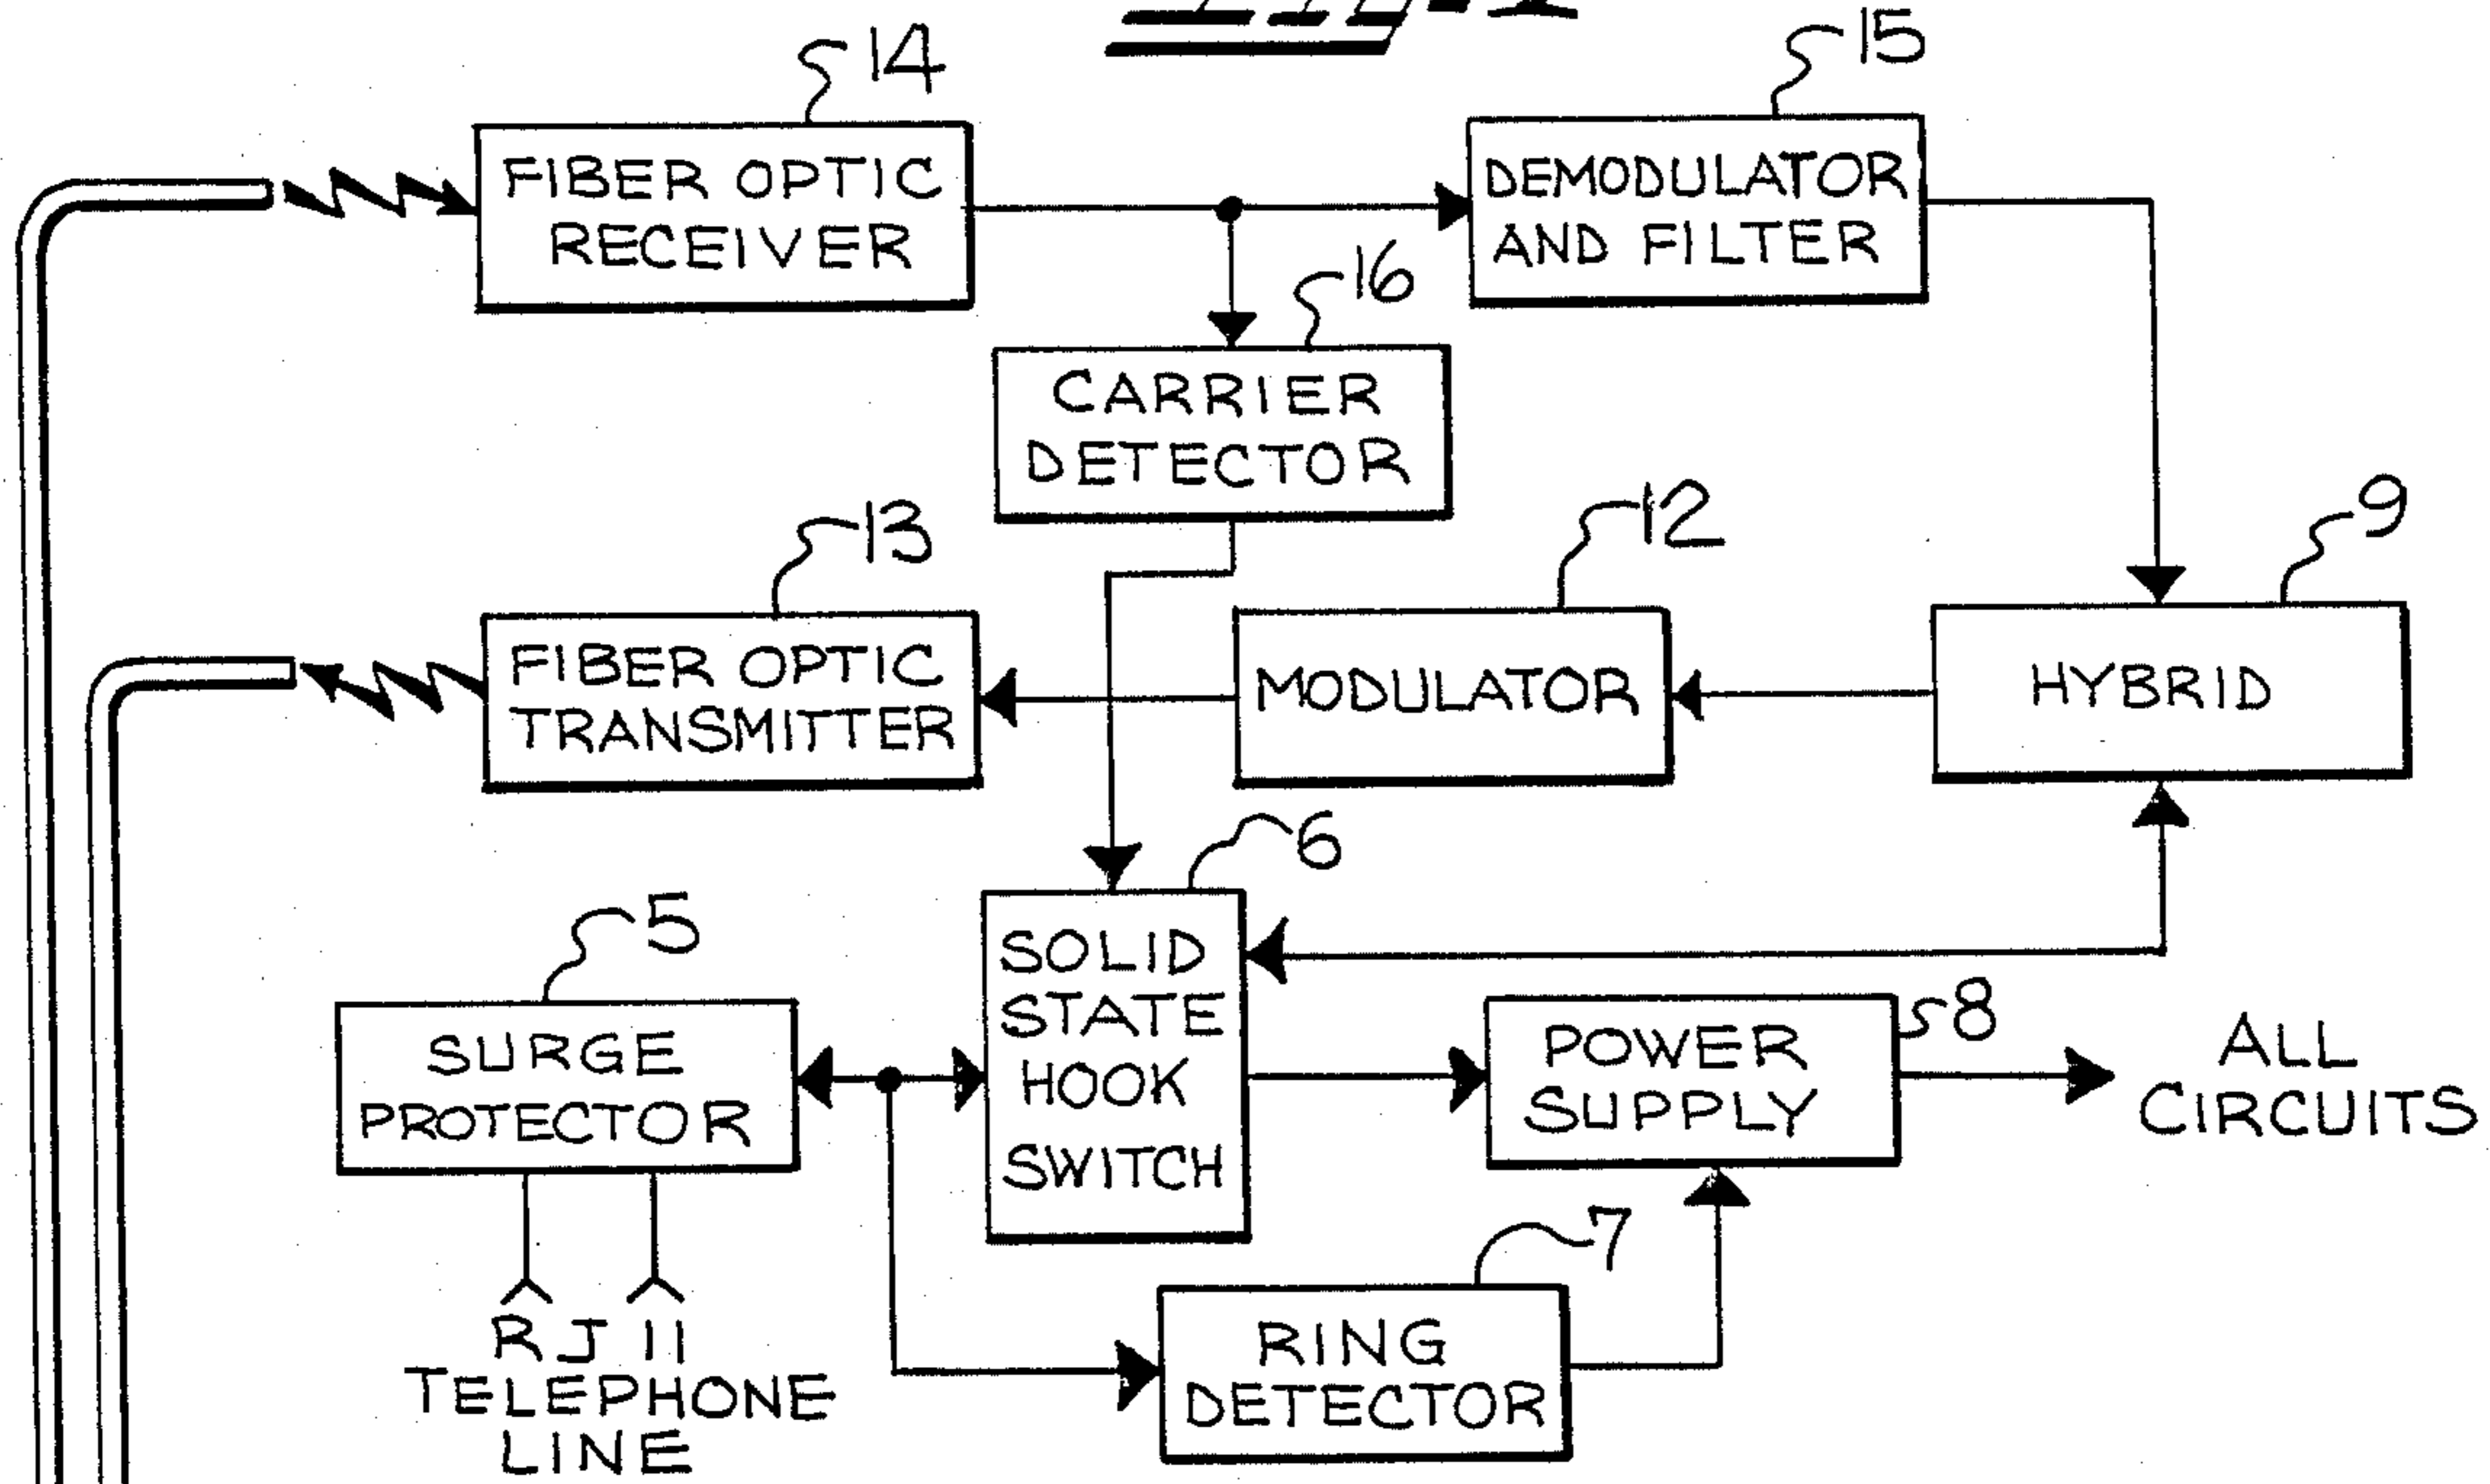 14
15
FIBER OPTIC
RECEIVER
DEMODULATOR
AND FILTER
16
CARRIER
DETECTOR
13
12
9
FIBER OPTIC
TRANSMITTER
MODULATOR
HYBRID
6
5
SOLID
STATE
HOOK
SWITCH
SURGE
PROTECTOR
8
POWER
SUPPLY
ALL
CIRCUITS
7
RING
DETECTOR
RJ 11
TELEPHONE
LINE